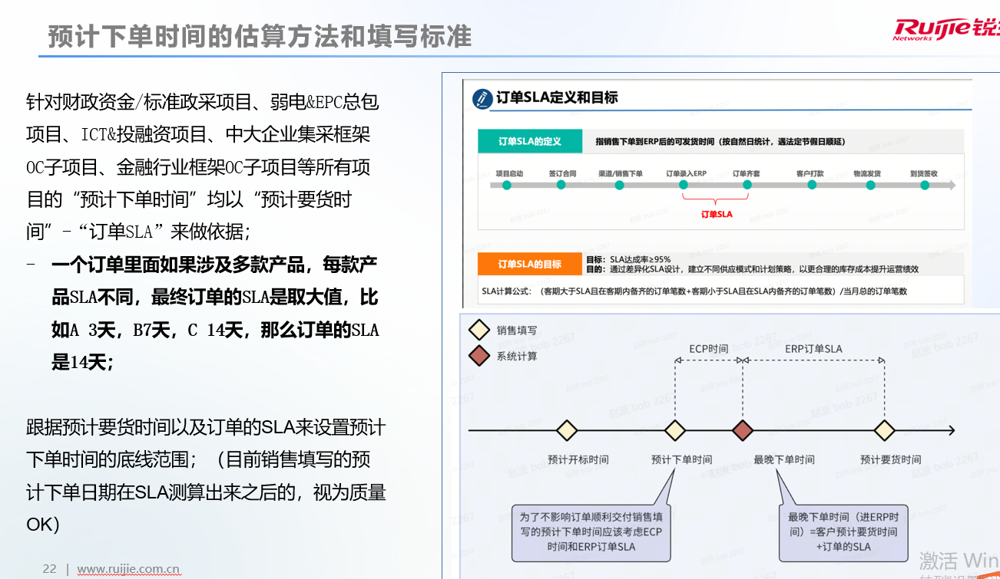 预计下单时间的估算方法和填写标准
Ruijie锐
Networks
针对财政资金/标准政采项目、弱电&EPC总包
项目、ICT&投融资项目、中大企业集采框架
OC子项目、金融行业框架OC子项目等所有项
目的“预计下单时间”均以“预计要货时
间”-“订单SLA”来做依据；
- 一个订单里面如果涉及多款产品，每款产
品SLA不同，最终订单的SLA是取大值，比
如A 3天，B7天，C 14天，那么订单的SLA
是14天；
跟据预计要货时间以及订单的SLA来设置预计
下单时间的底线范围；（目前销售填写的预
计下单日期在SLA测算出来之后的，视为质量
OK）
22 | www.ruijie.com.cn
订单SLA定义和目标
订单SLA的定义
指销售下单到ERP后的可发货时间（按自然日统计，遇法定节假日顺延）
项目启动 签订合同 渠道/销售下单 订单录入ERP 订单齐套 客户打款 物流发货 到货签收
订单SLA
订单SLA的目标
目标：SLA达成率≥95%
目的：通过差异化SLA设计，建立不同供应模式和计划策略，以更合理的库存成本提升运营绩效
SLA计算公式：（客期大于SLA且在客期内备齐的订单笔数+客期小于SLA且在SLA内备齐的订单笔数）/当月总的订单笔数
销售填写
系统计算
ECP时间 ERP订单SLA
预计开标时间 预计下单时间 最晚下单时间 预计要货时间
为了不影响订单顺利交付销售填
写的预计下单时间应该考虑ECP
时间和ERP订单SLA
最晚下单时间（进ERP时
间）=客户预计要货时间
+订单的SLA
赵波 bob 2267
激活 Win